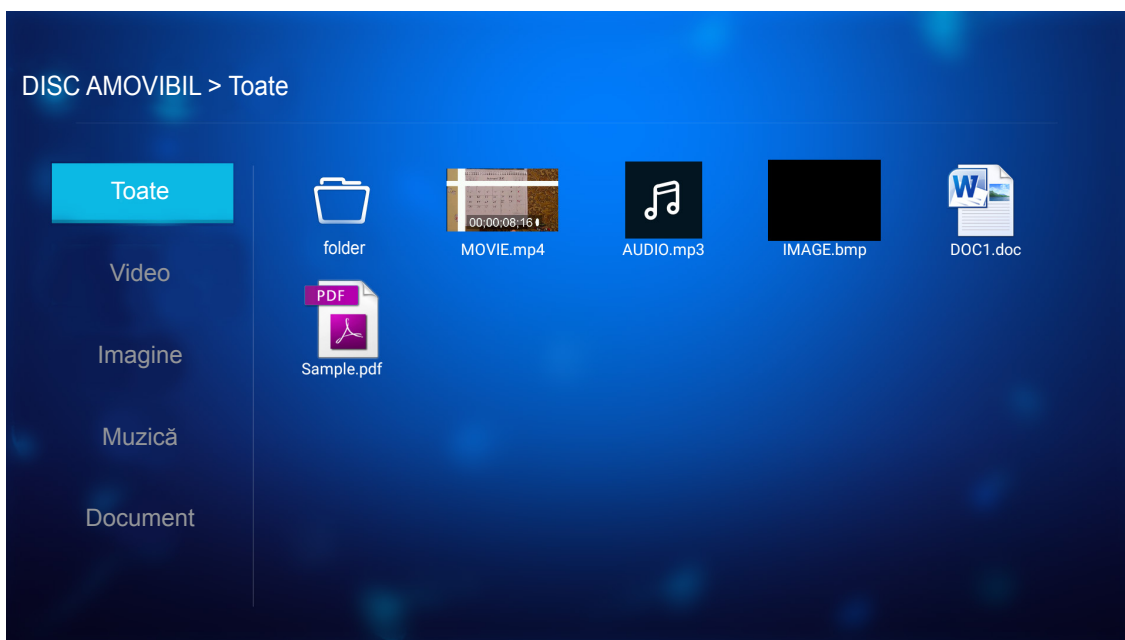 DISC AMOVIBIL > Toate
Toate
Video
Imagine
Muzică
Document
folder
00:00:08:16
MOVIE.mp4
AUDIO.mp3
IMAGE.bmp
W
DOC1.doc
PDF
Sample.pdf